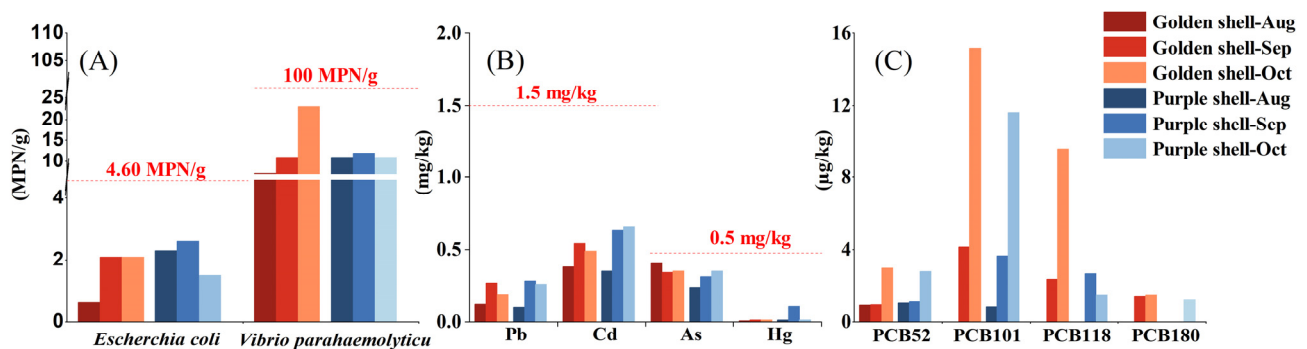 (A)
(MPN/g)
110
105
25
20
15
10
4
2
0
4.60 MPN/g
100 MPN/g
Escherchia coli
Vibrio parahaemolyticu
(B)
(mg/kg)
2.0
1.5
1.0
0.5
0.0
1.5 mg/kg
0.5 mg/kg
Pb
Cd
As
Hg
(C)
(µg/kg)
16
12
8
4
0
PCB52
PCB101
PCB118
PCB180
Golden shell-Aug
Golden shell-Sep
Golden shell-Oct
Purple shell-Aug
Purple shell-Sep
Purple shell-Oct